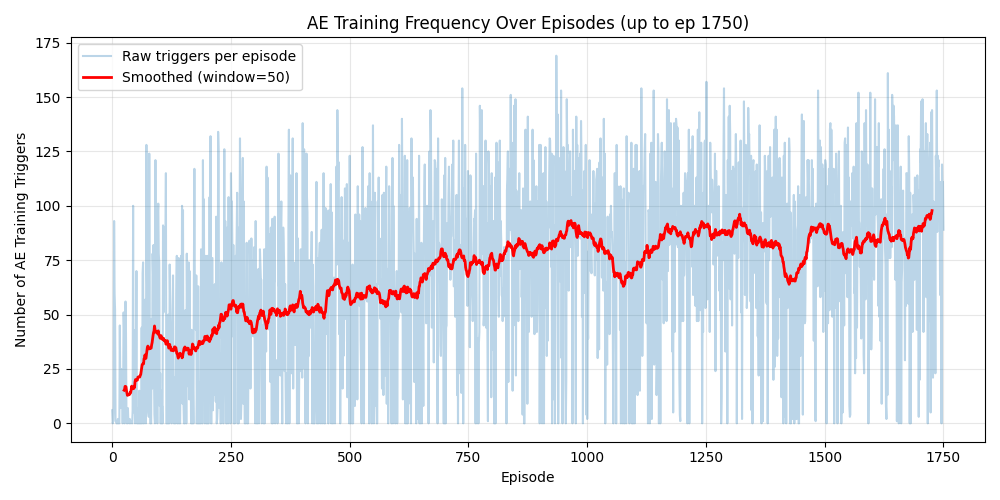 AE Training Frequency Over Episodes (up to ep 1750)
Raw triggers per episode
Smoothed (window=50)
Number of AE Training Triggers
175
150
125
100
75
50
25
0
0 250 500 750 1000 1250 1500 1750
Episode